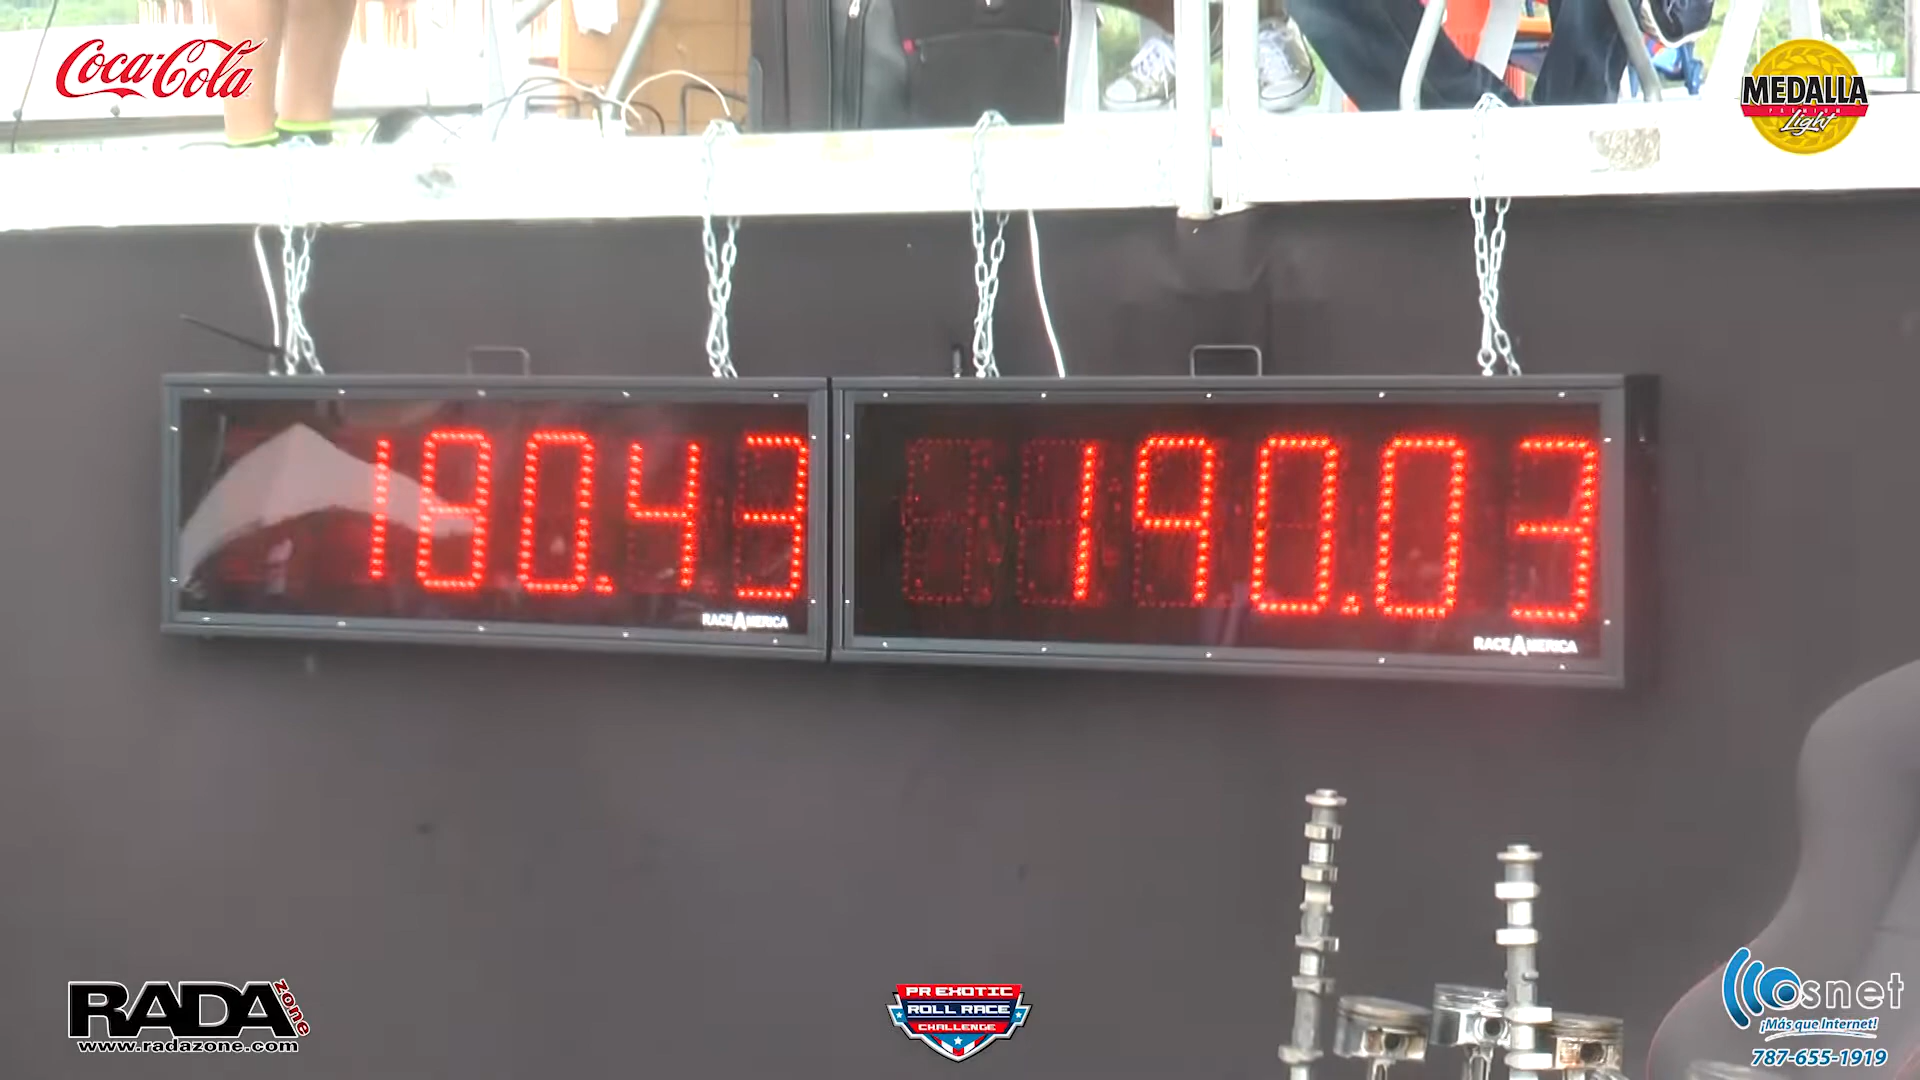 Coca-Cola
MEDALLA
PREMIUM
Light
180.43
190.03
RACE AMERICA
RACE AMERICA
RADA zone
www.radazone.com
PR EXOTIC
ROLL RACE
CHALLENGE
osnet
¡Más que Internet!
787-655-1919